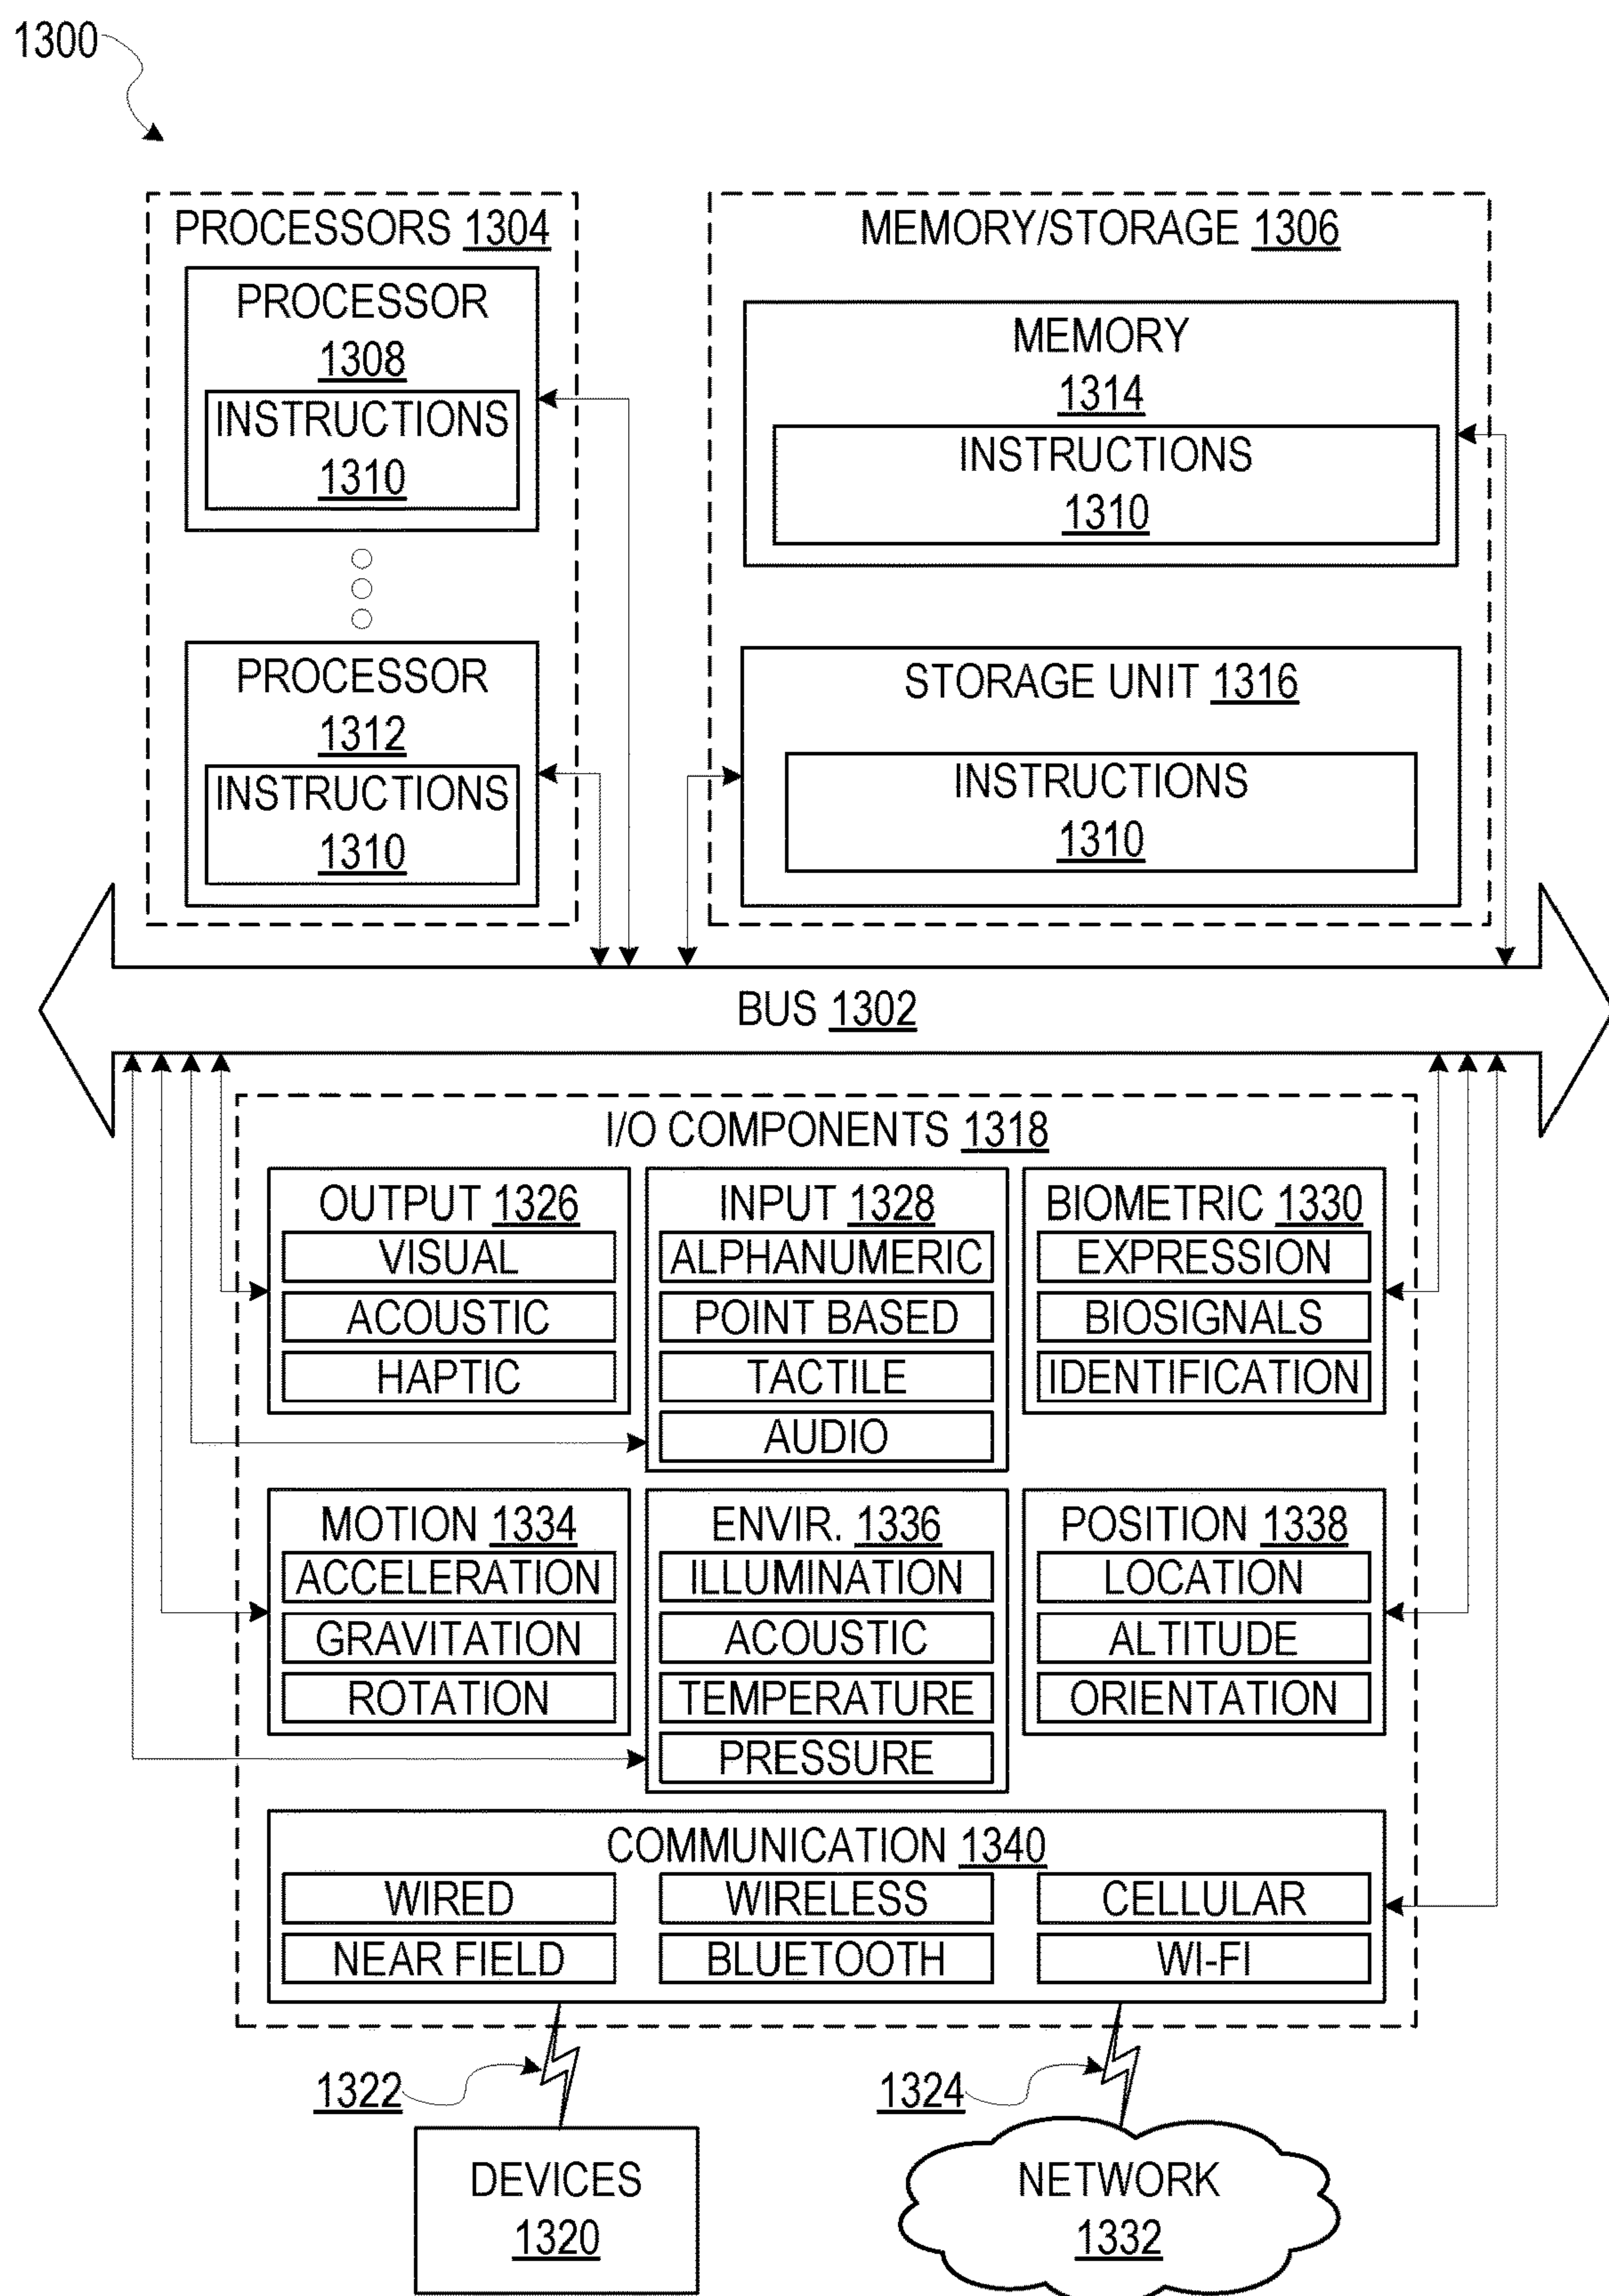 1300
PROCESSORS 1304
PROCESSOR
1308
INSTRUCTIONS
1310
PROCESSOR
1312
INSTRUCTIONS
1310
MEMORY/STORAGE 1306
MEMORY
1314
INSTRUCTIONS
1310
STORAGE UNIT 1316
INSTRUCTIONS
1310
BUS 1302
I/O COMPONENTS 1318
OUTPUT 1326
VISUAL
ACOUSTIC
HAPTIC
INPUT 1328
ALPHANUMERIC
POINT BASED
TACTILE
AUDIO
BIOMETRIC 1330
EXPRESSION
BIOSIGNALS
IDENTIFICATION
MOTION 1334
ACCELERATION
GRAVITATION
ROTATION
ENVIR. 1336
ILLUMINATION
ACOUSTIC
TEMPERATURE
PRESSURE
POSITION 1338
LOCATION
ALTITUDE
ORIENTATION
COMMUNICATION 1340
WIRED
WIRELESS
CELLULAR
NEAR FIELD
BLUETOOTH
WI-FI
1322
1324
DEVICES
1320
NETWORK
1332